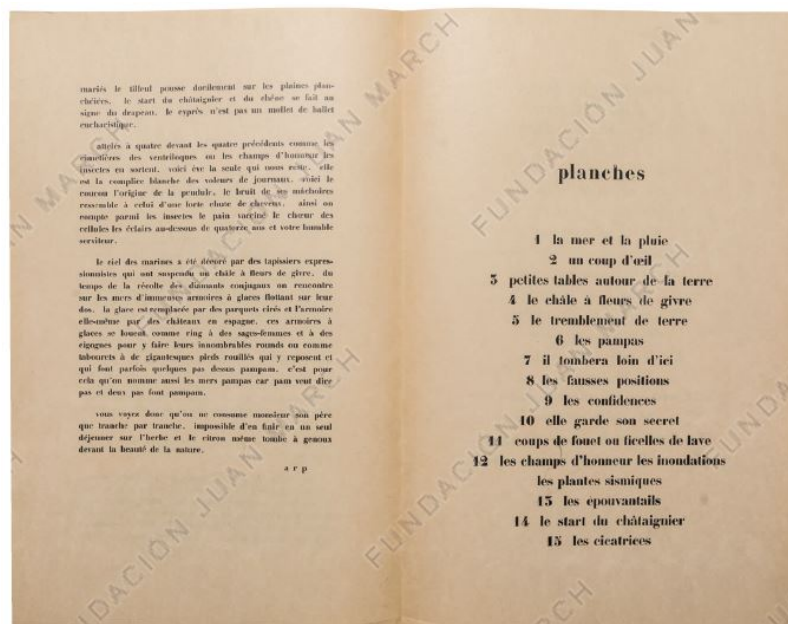 mariés le tilleul pousse docilement sur les plaines plan-
chéiées. le start du châtaignier et du chêne se fait au
signe du drapeau. le cyprès n'est pas un mollet de ballet
eucharistique.
attelés à quatre devant les quatre précédents comme les
cimetières des ventriloques ou les champs d'honneur les
insectes en sortent. voici ève la seule qui nous reste. elle
est la complice blanche des voleurs de journaux. voici le
coucou l'origine de la pendule. le bruit de ses mâchoires
ressemble à celui d'une forte chute de cheveux. ainsi on
compte parmi les insectes le pain vacciné le chœur des
cellules les éclairs au-dessous de quatorze ans et votre humble
serviteur.
le ciel des marines a été décoré par des tapissiers expres-
sionnistes qui ont suspendu un châle à fleurs de givre. du
temps de la récolte des diamants conjugaux on rencontre
sur les mers d'immenses armoires à glaces flottant sur leur
dos. la glace est remplacée par des parquets cirés et l'armoire
elle-même par des châteaux en espagne. ces armoires à
glaces se louent comme ring à des sages-femmes et à des
cigognes pour y faire leurs innombrables rounds ou comme
tabourets à de gigantesques pieds rouillés qui y reposent et
qui font parfois quelques pas dessus pampam. c'est pour
cela qu'on nomme aussi les mers pampas car pam veut dire
pas et deux pas font pampam.
vous voyez donc qu'on ne consume monsieur son père
que tranche par tranche. impossible d'en finir en un seul
déjeuner sur l'herbe et le citron même tombe à genoux
devant la beauté de la nature.
arp
planches
1 la mer et la pluie
2 un coup d'œil
3 petites tables autour de la terre
4 le châle à fleurs de givre
5 le tremblement de terre
6 les pampas
7 il tombera loin d'ici
8 les fausses positions
9 les confidences
10 elle garde son secret
11 coups de fouet ou ficelles de lave
12 les champs d'honneur les inondations
les plantes sismiques
13 les épouvantails
14 le start du châtaignier
15 les cicatrices
FUNDACIÓN JUAN MARCH